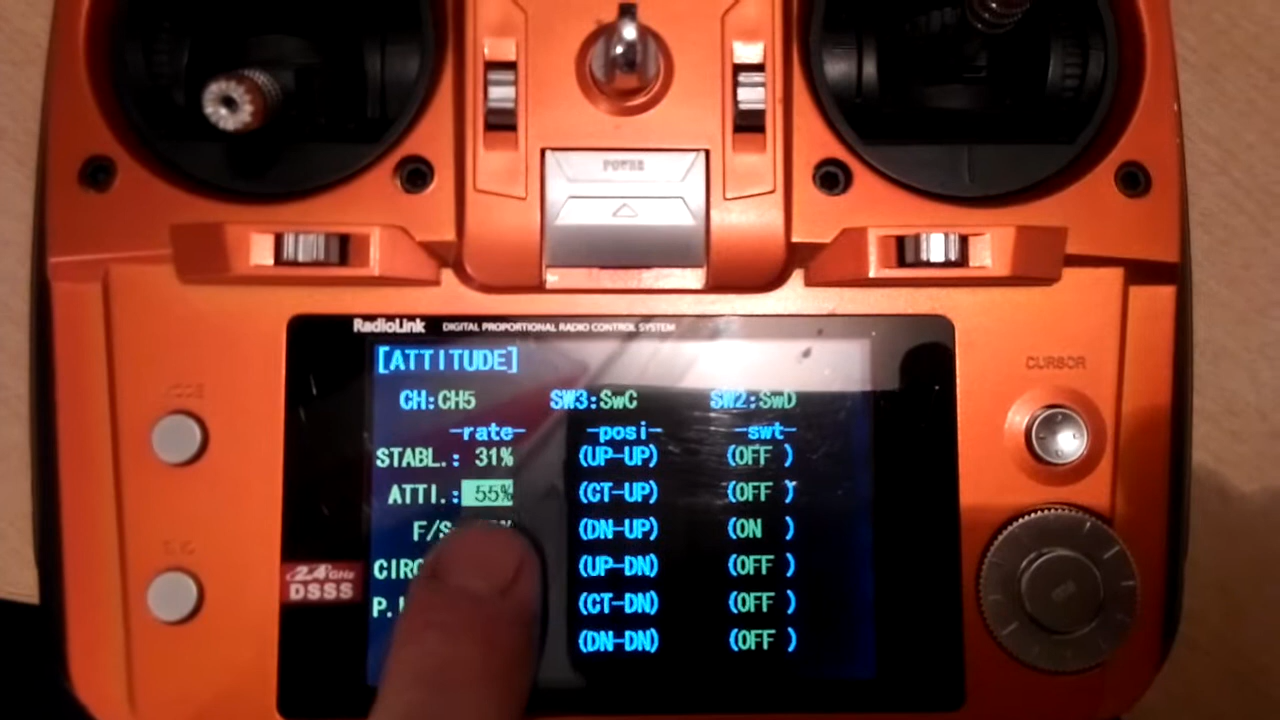 POWER
RadioLink DIGITAL PROPORTIONAL RADIO CONTROL SYSTEM
CURSOR
[ATTITUDE]
CH:CH5 SW3:SwC SW2:SwD
-rate- -posi- -swt-
STABL.: 31% (UP-UP) (OFF )
ATTI.: 55% (CT-UP) (OFF )
F/S (DN-UP) (ON )
(UP-DN) (OFF )
(CT-DN) (OFF )
(DN-DN) (OFF )
2.4GHz
DSSS